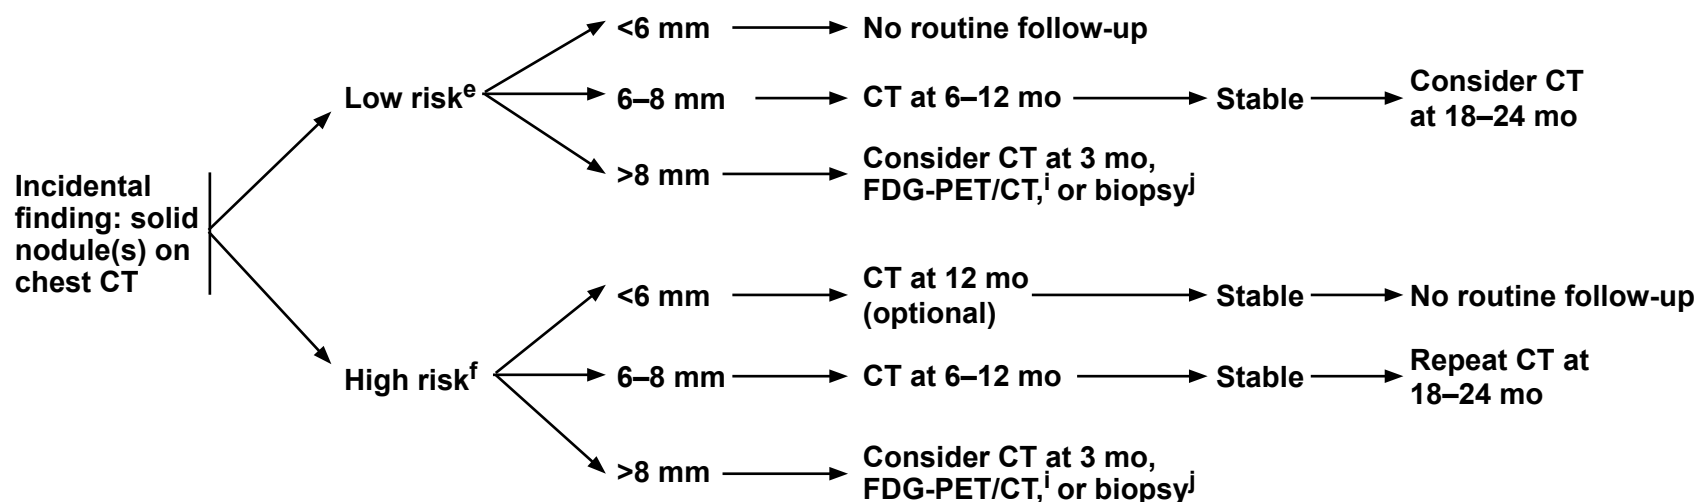 Incidental
finding: solid
nodule(s) on
chest CT
Low riskᵉ
<6 mm
No routine follow-up
6–8 mm
CT at 6–12 mo
Stable
Consider CT
at 18–24 mo
>8 mm
Consider CT at 3 mo,
FDG-PET/CT,ⁱ or biopsyʲ
High riskᶠ
<6 mm
CT at 12 mo
(optional)
Stable
No routine follow-up
6–8 mm
CT at 6–12 mo
Stable
Repeat CT at
18–24 mo
>8 mm
Consider CT at 3 mo,
FDG-PET/CT,ⁱ or biopsyʲ